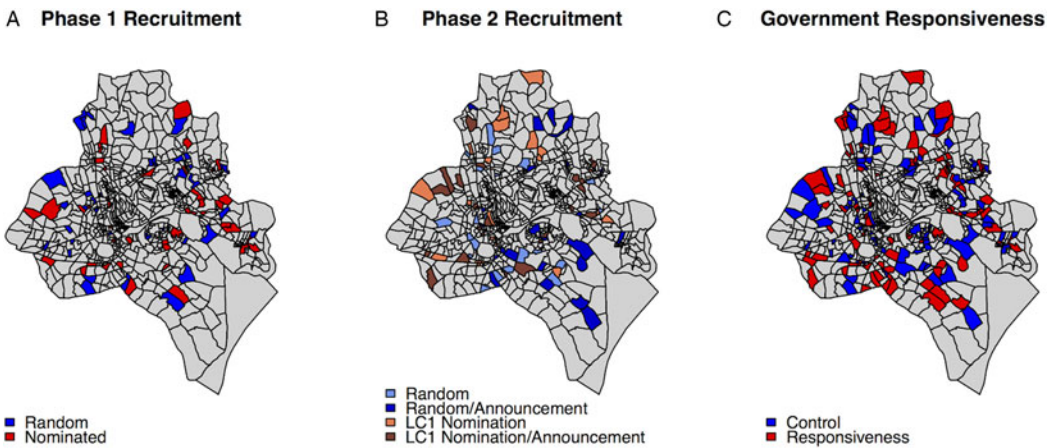 A Phase 1 Recruitment
B Phase 2 Recruitment
C Government Responsiveness
Random
Nominated
Random
Random/Announcement
LC1 Nomination
LC1 Nomination/Announcement
Control
Responsiveness